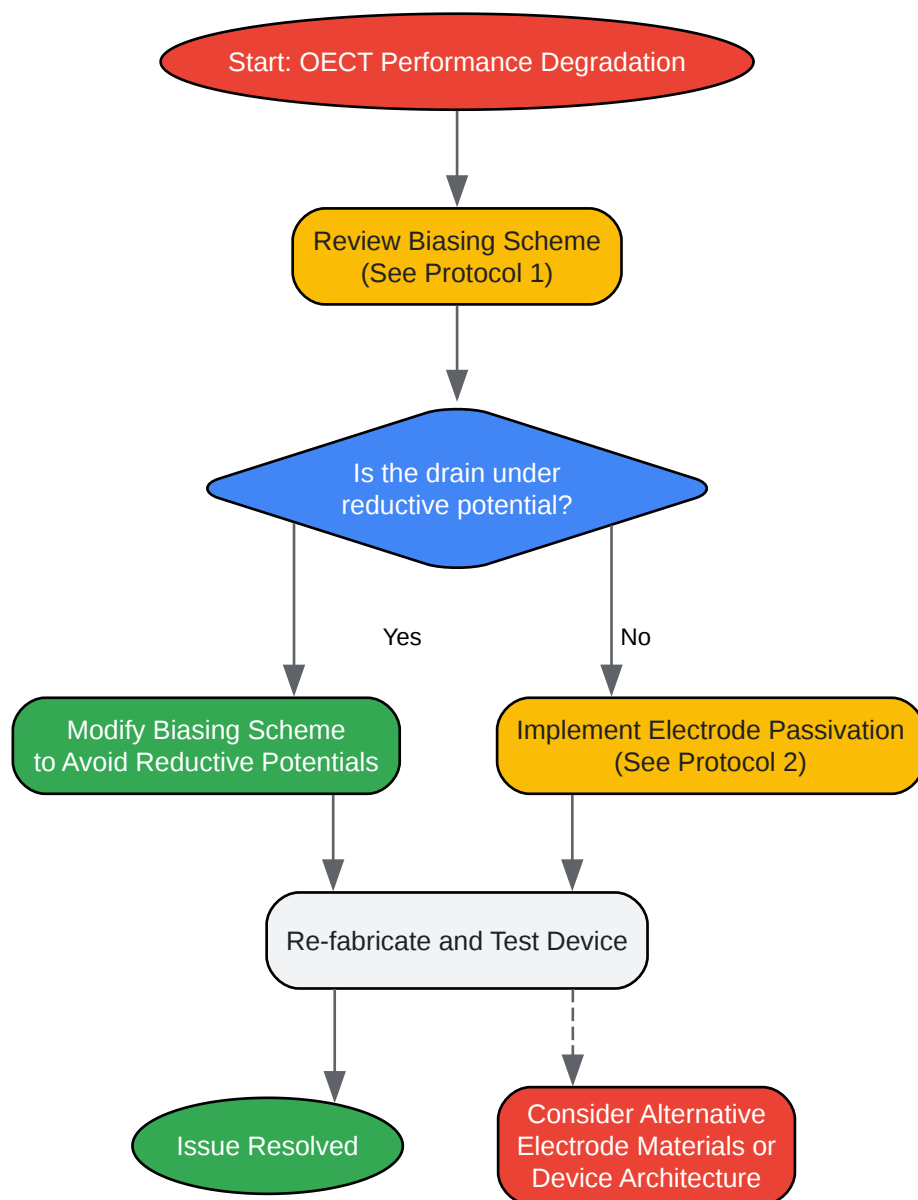 Start: OECT Performance Degradation
Review Biasing Scheme
(See Protocol 1)
Is the drain under
reductive potential?
Yes
No
Modify Biasing Scheme
to Avoid Reductive Potentials
Implement Electrode Passivation
(See Protocol 2)
Re-fabricate and Test Device
Issue Resolved
Consider Alternative
Electrode Materials or
Device Architecture